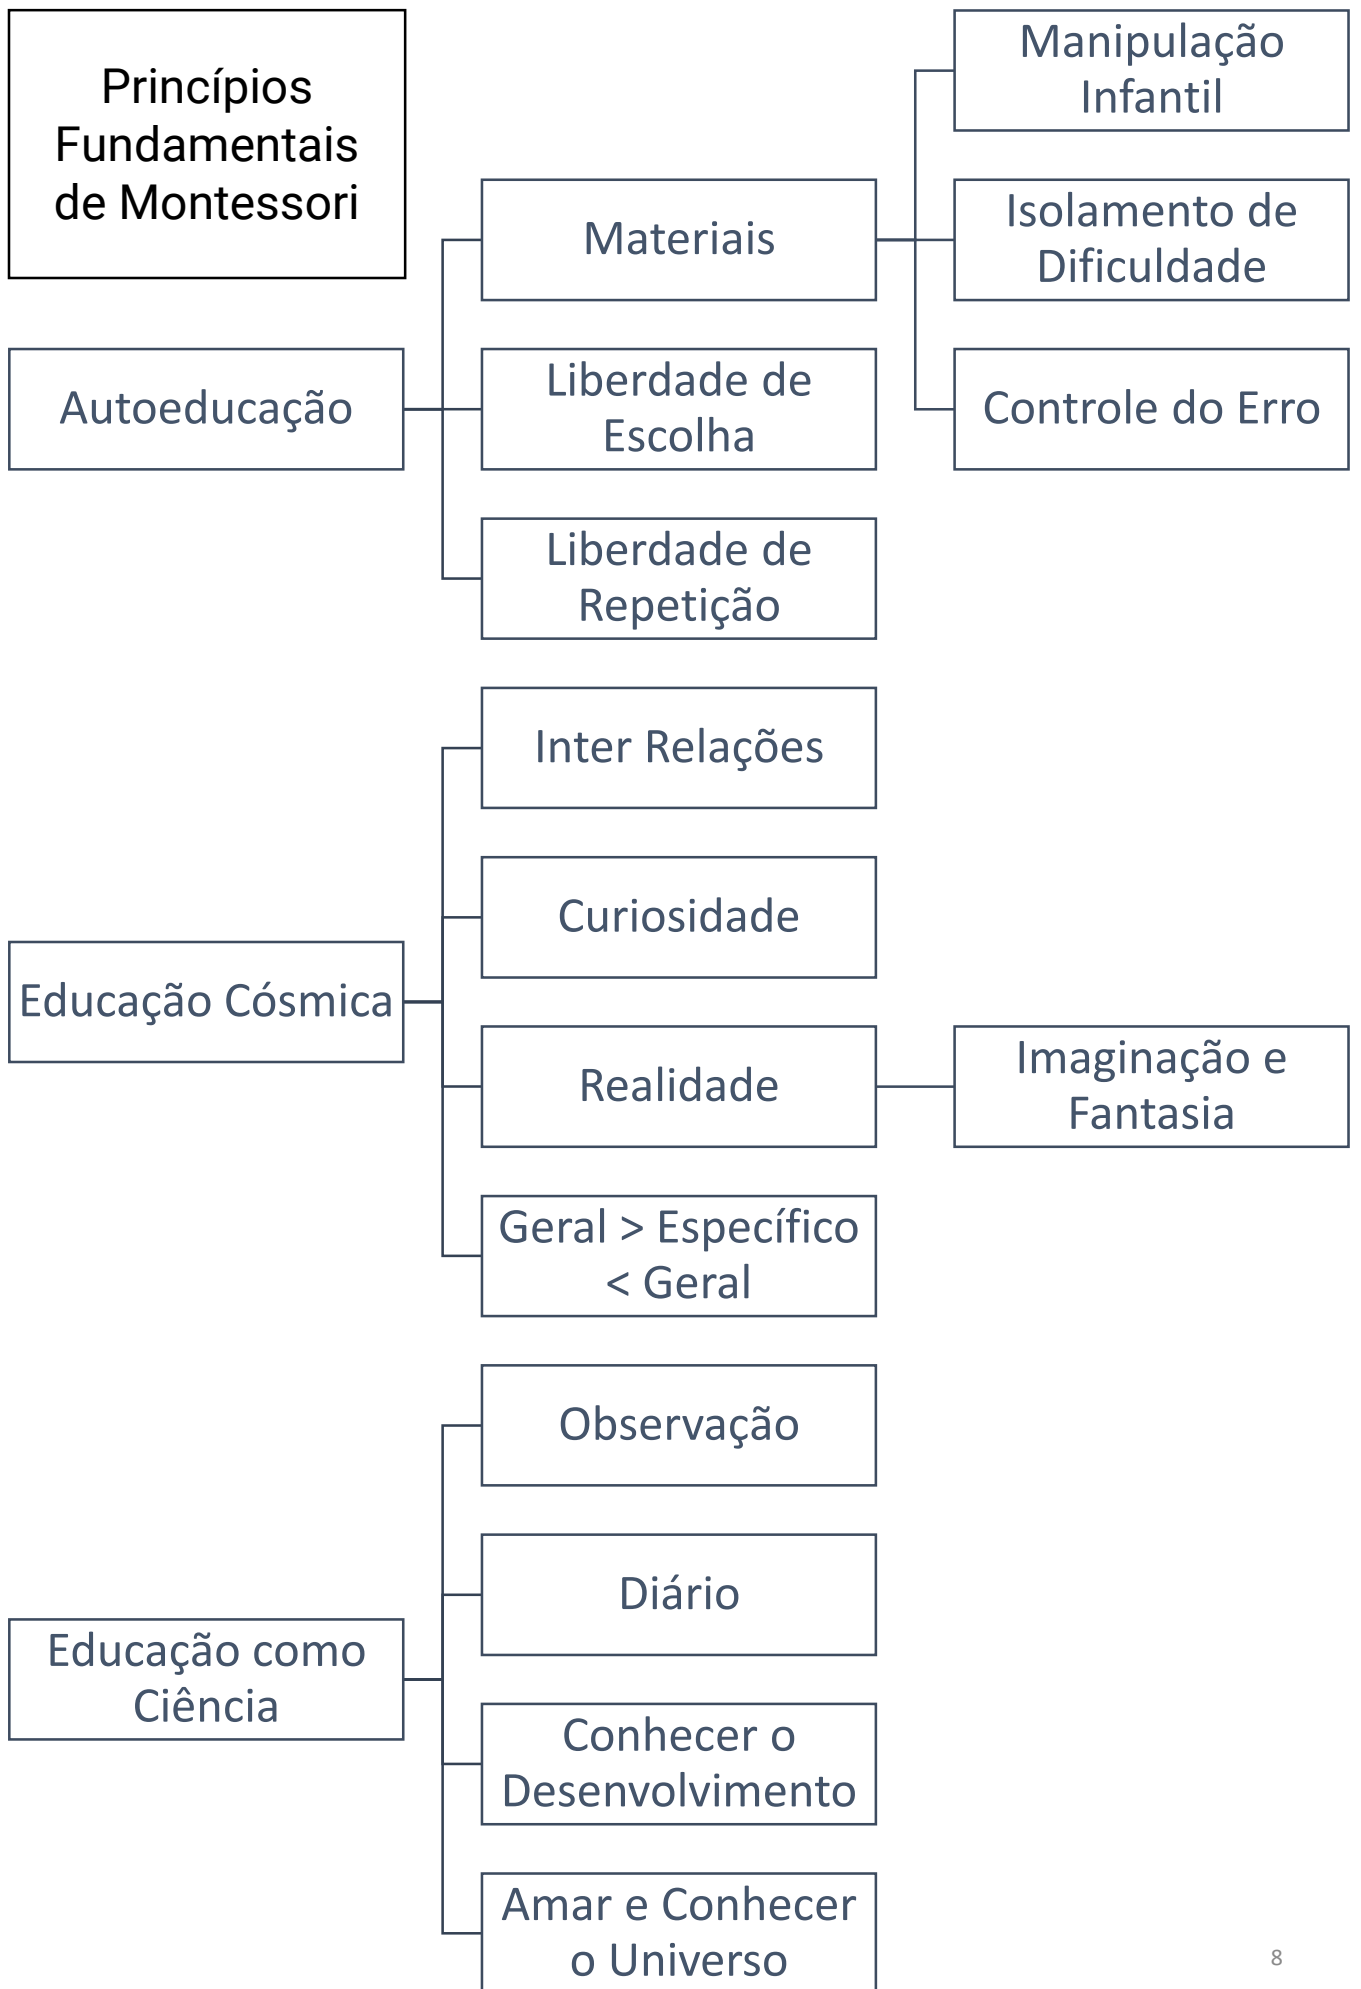 Princípios
Fundamentais
de Montessori
Autoeducação
Materiais
Manipulação
Infantil
Isolamento de
Dificuldade
Controle do Erro
Liberdade de
Escolha
Liberdade de
Repetição
Educação Cósmica
Inter Relações
Curiosidade
Realidade
Imaginação e
Fantasia
Geral > Específico
< Geral
Educação como
Ciência
Observação
Diário
Conhecer o
Desenvolvimento
Amar e Conhecer
o Universo
8